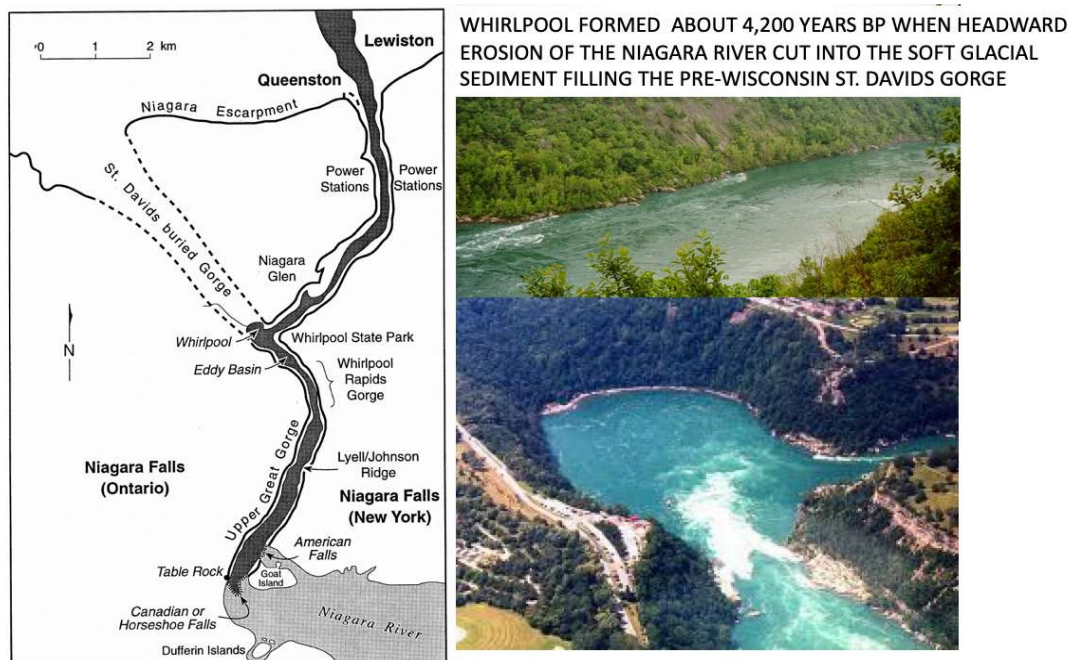 WHIRLPOOL FORMED ABOUT 4,200 YEARS BP WHEN HEADWARD
EROSION OF THE NIAGARA RIVER CUT INTO THE SOFT GLACIAL
SEDIMENT FILLING THE PRE-WISCONSIN ST. DAVIDS GORGE
0 1 2 km
Lewiston
Queenston
Niagara Escarpment
St. Davids buried Gorge
Power
Stations
Power
Stations
Niagara
Glen
N
Whirlpool
Whirlpool State Park
Eddy Basin
Whirlpool
Rapids
Gorge
Upper Great Gorge
Lyell/Johnson
Ridge
Niagara Falls
(Ontario)
Niagara Falls
(New York)
American
Falls
Table Rock
Goat
Island
Canadian or
Horseshoe Falls
Niagara River
Dufferin Islands